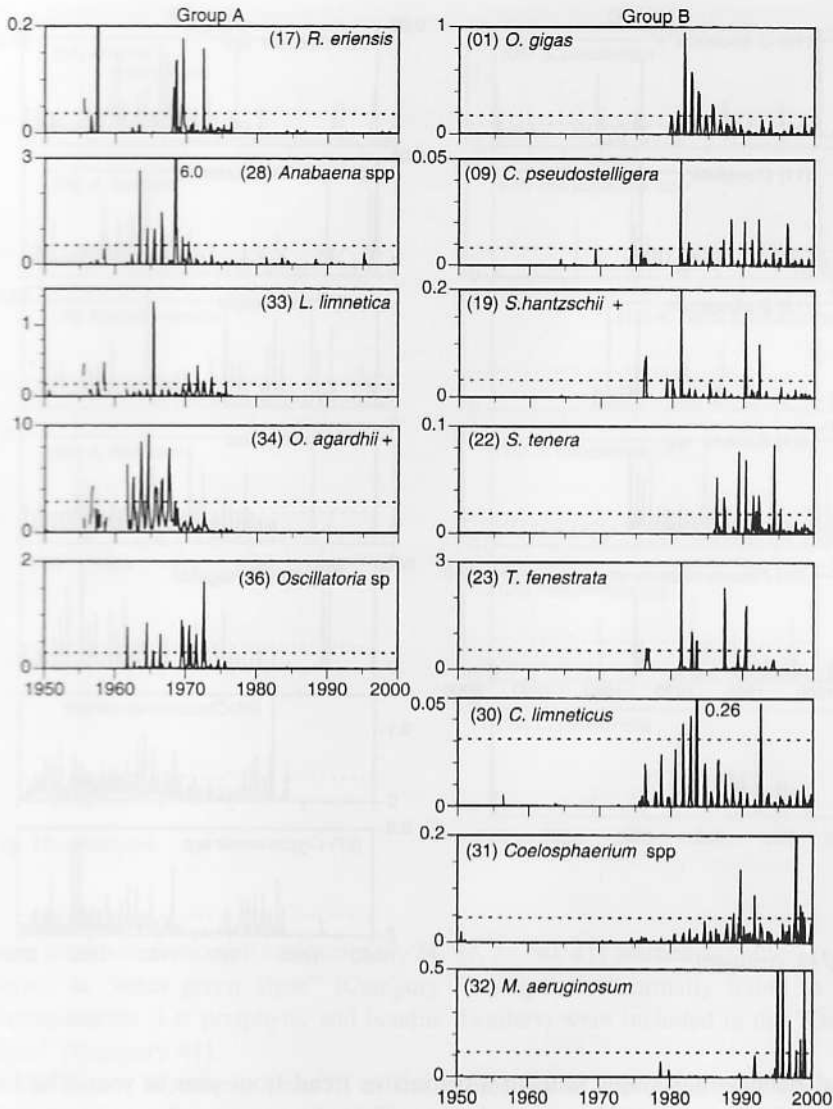 Group A
0.2
(17) R. eriensis
0
3
6.0
(28) Anabaena spp
0
(33) L. limnetica
1
0
10
(34) O. agardhii +
0
2
(36) Oscillatoria sp
0
1950 1960 1970 1980 1990 2000
Group B
1
(01) O. gigas
0
0.05
(09) C. pseudostelligera
0
0.2
(19) S.hantzschii +
0
0.1
(22) S. tenera
0
3
(23) T. fenestrata
0
0.05
(30) C. limneticus
0.26
0
0.2
(31) Coelosphaerium spp
0
0.5
(32) M. aeruginosum
0
1950 1960 1970 1980 1990 2000